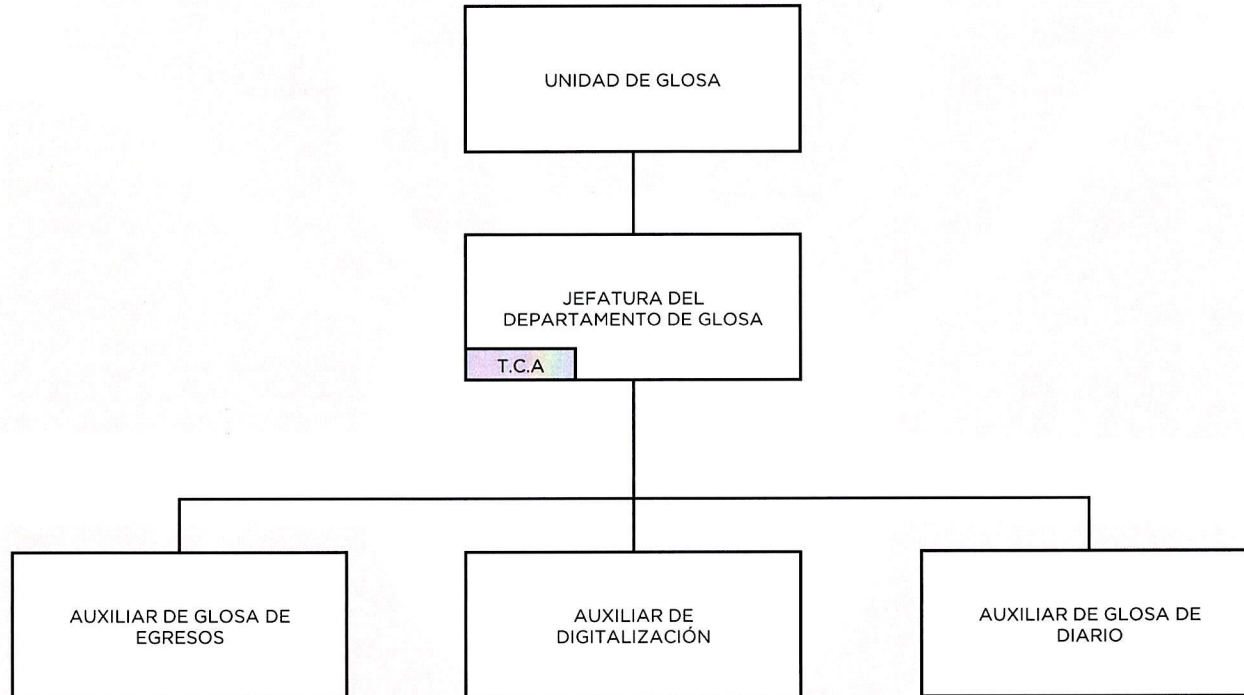 UNIDAD DE GLOSA
JEFATURA DEL
DEPARTAMENTO DE GLOSA
T.C.A
AUXILIAR DE GLOSA DE
EGRESOS
AUXILIAR DE
DIGITALIZACIÓN
AUXILIAR DE GLOSA DE
DIARIO